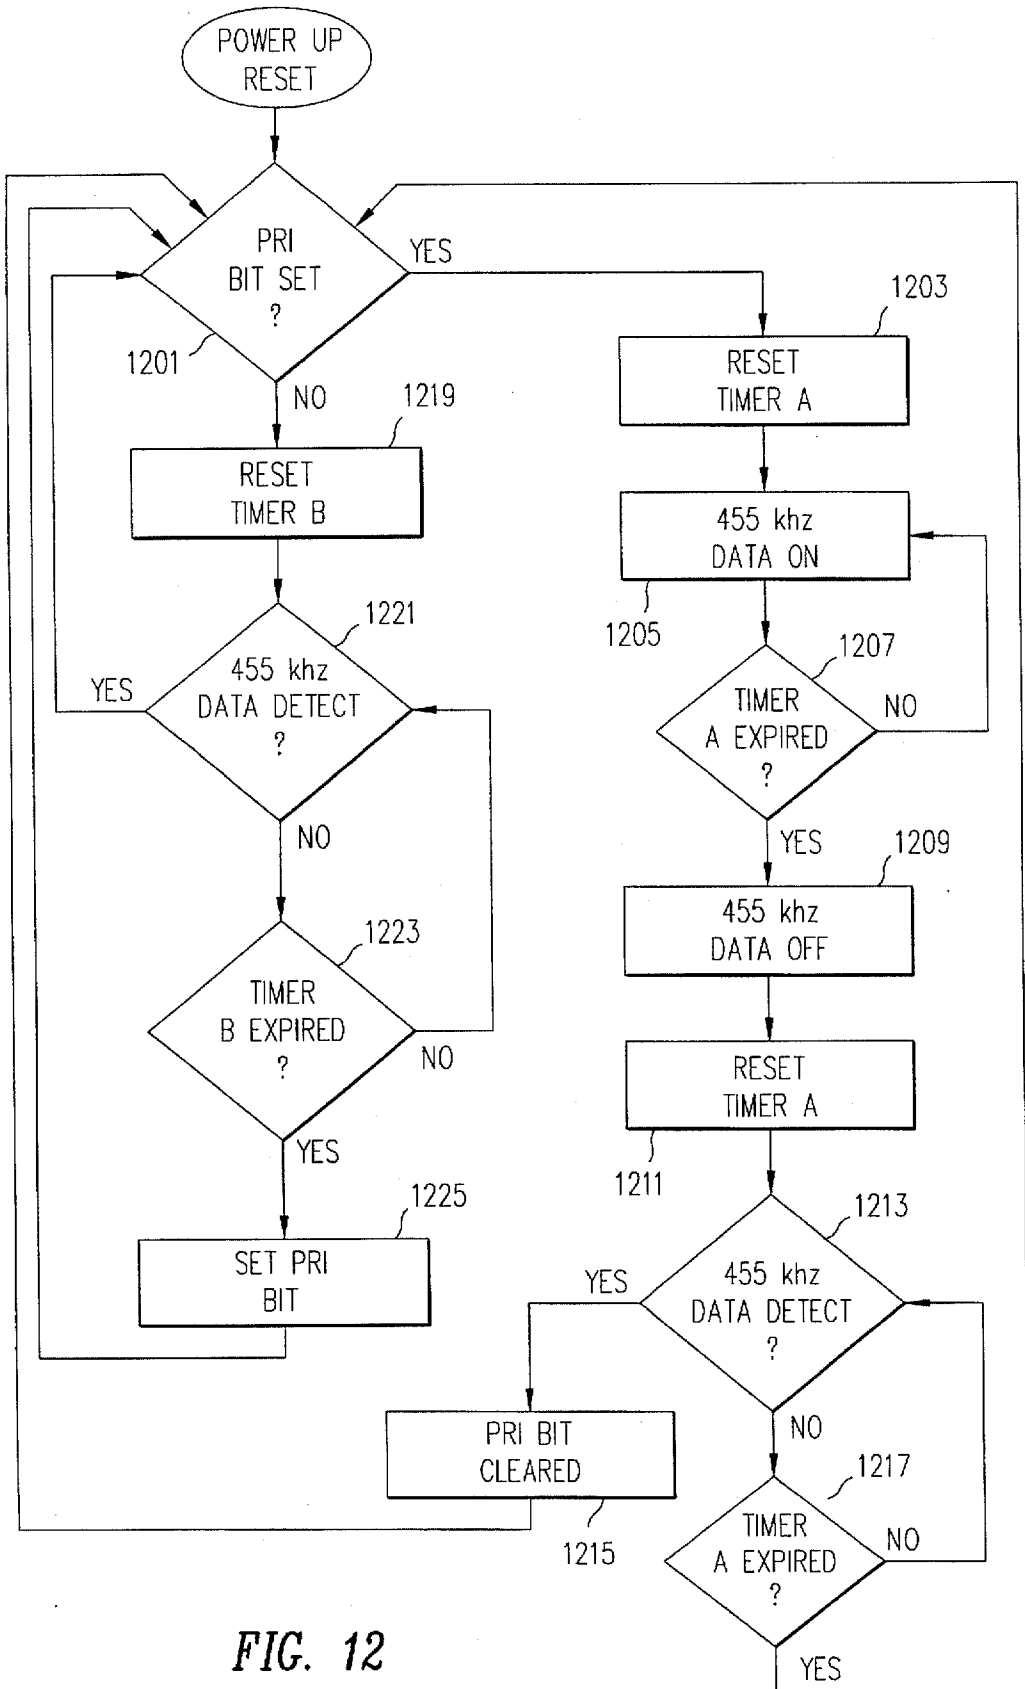 POWER UP
RESET
PRI
BIT SET
?
YES
1201
NO
1203
RESET
TIMER A
1219
RESET
TIMER B
455 khz
DATA ON
1205
1221
455 khz
DATA DETECT
?
YES
NO
1207
TIMER
A EXPIRED
?
NO
YES
1209
455 khz
DATA OFF
1223
TIMER
B EXPIRED
?
NO
YES
RESET
TIMER A
1211
1225
SET PRI
BIT
1213
455 khz
DATA DETECT
?
YES
NO
PRI BIT
CLEARED
1215
1217
TIMER
A EXPIRED
?
NO
YES
FIG. 12